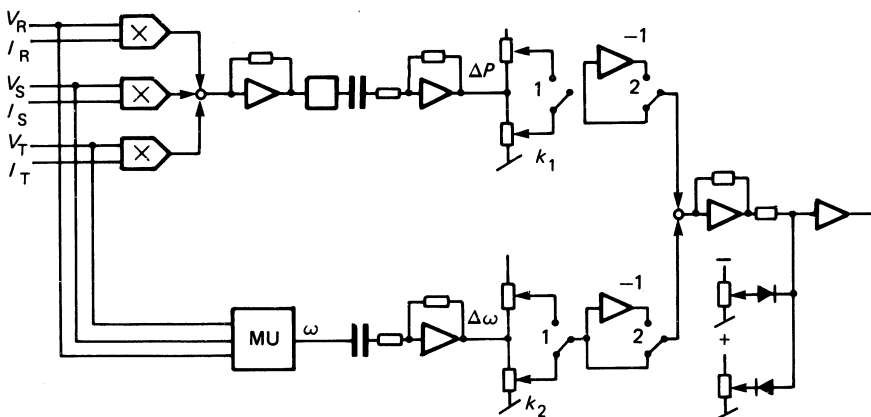 V_R
I_R
V_S
I_S
V_T
I_T
×
×
×
ΔP
1
k_1
−1
2
MU
ω
Δω
1
k_2
−1
2
−
+